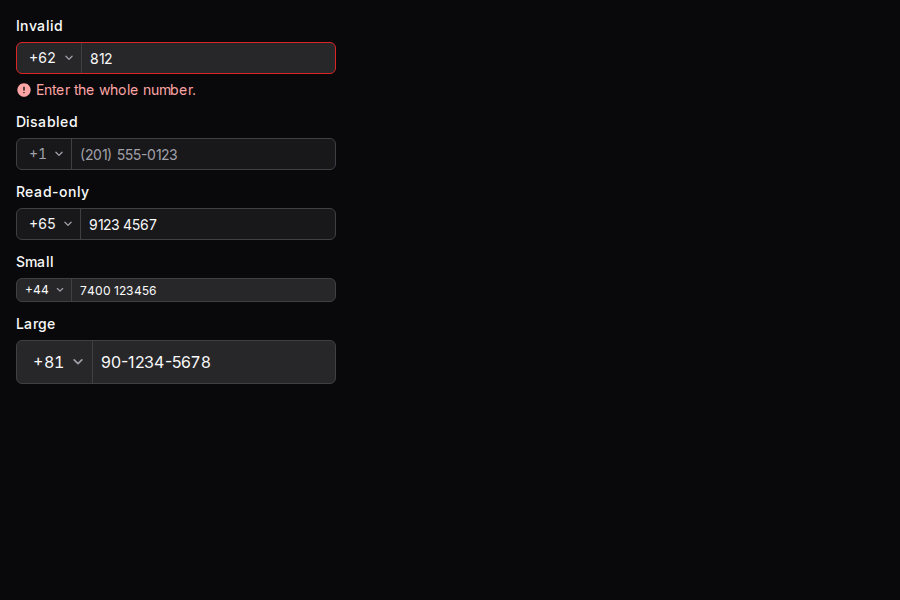 Invalid
+62 812
Enter the whole number.
Disabled
+1 (201) 555-0123
Read-only
+65 9123 4567
Small
+44 7400 123456
Large
+81 90-1234-5678